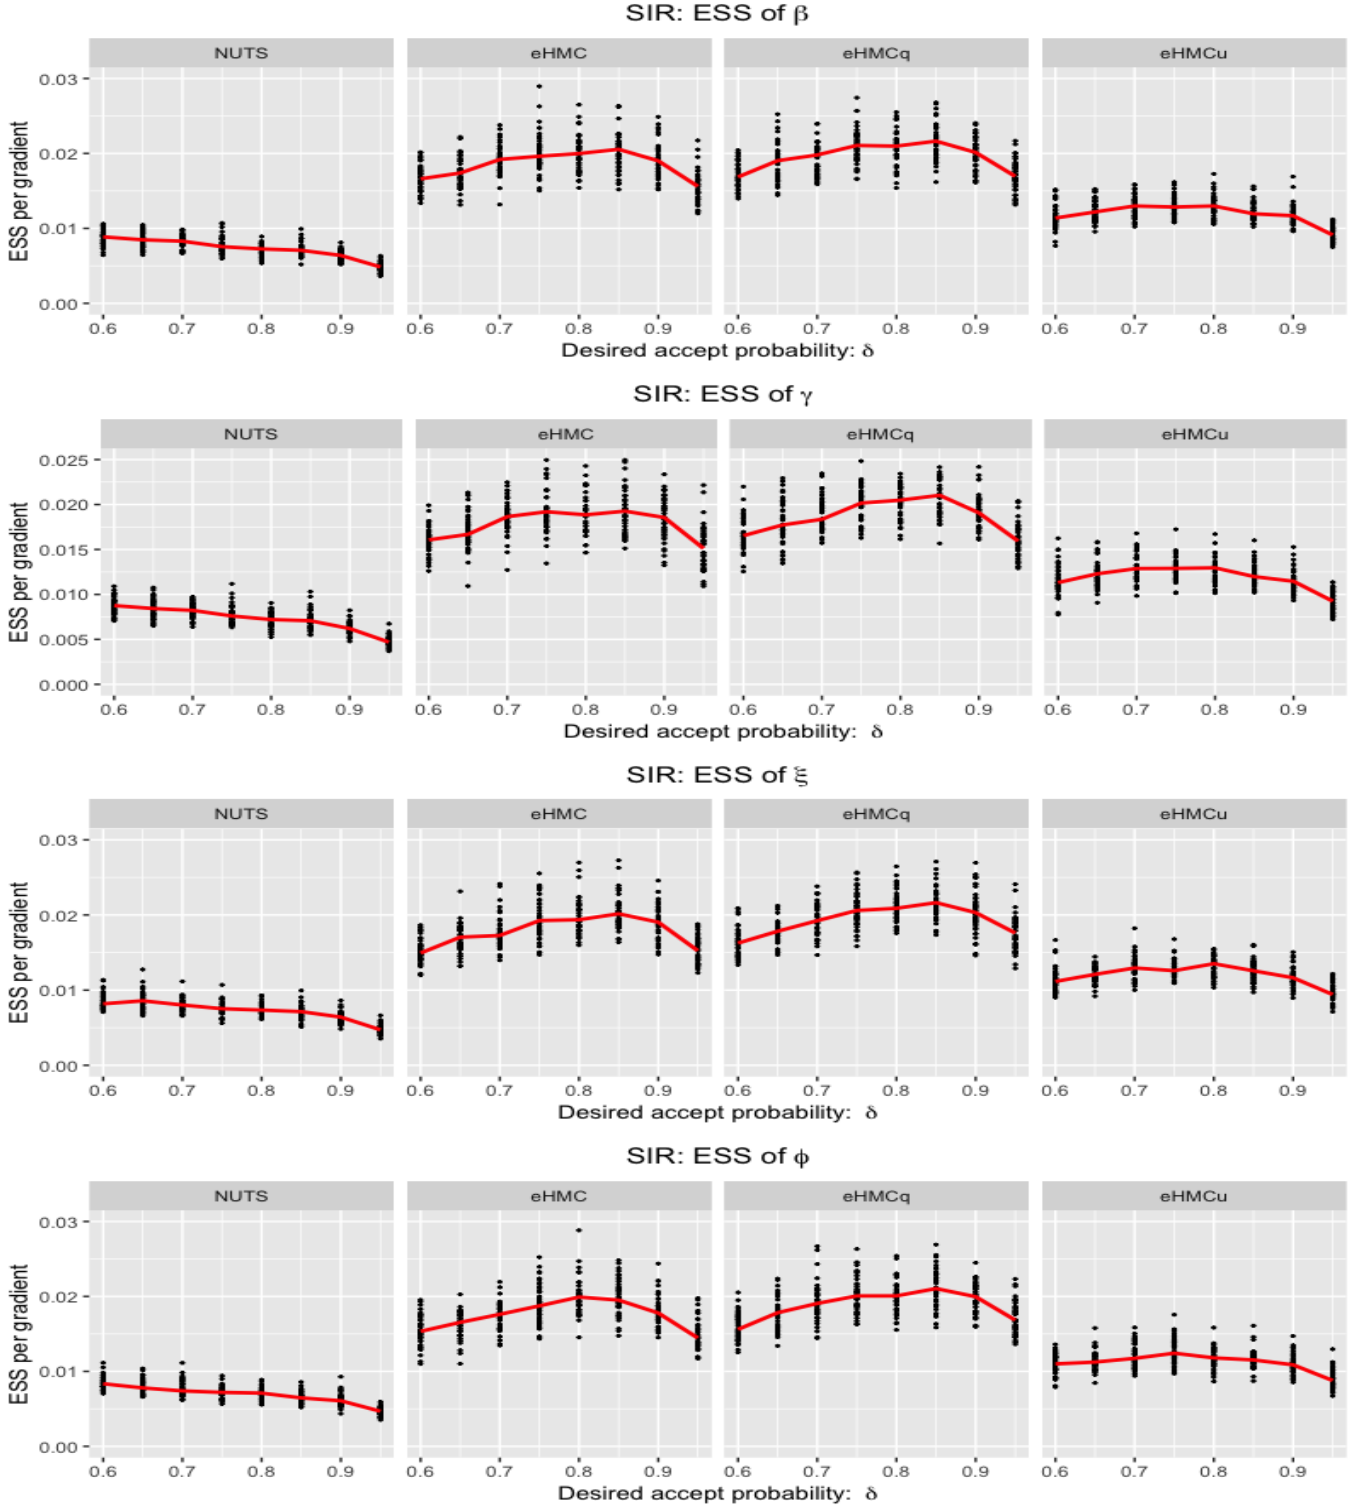 SIR: ESS of β
NUTS eHMC eHMCq eHMCu
ESS per gradient
0.03
0.02
0.01
0.00
0.6 0.7 0.8 0.9 0.6 0.7 0.8 0.9 0.6 0.7 0.8 0.9 0.6 0.7 0.8 0.9
Desired accept probability: δ
SIR: ESS of γ
NUTS eHMC eHMCq eHMCu
ESS per gradient
0.025
0.020
0.015
0.010
0.005
0.000
0.6 0.7 0.8 0.9 0.6 0.7 0.8 0.9 0.6 0.7 0.8 0.9 0.6 0.7 0.8 0.9
Desired accept probability: δ
SIR: ESS of ξ
NUTS eHMC eHMCq eHMCu
ESS per gradient
0.03
0.02
0.01
0.00
0.6 0.7 0.8 0.9 0.6 0.7 0.8 0.9 0.6 0.7 0.8 0.9 0.6 0.7 0.8 0.9
Desired accept probability: δ
SIR: ESS of ϕ
NUTS eHMC eHMCq eHMCu
ESS per gradient
0.03
0.02
0.01
0.00
0.6 0.7 0.8 0.9 0.6 0.7 0.8 0.9 0.6 0.7 0.8 0.9 0.6 0.7 0.8 0.9
Desired accept probability: δ